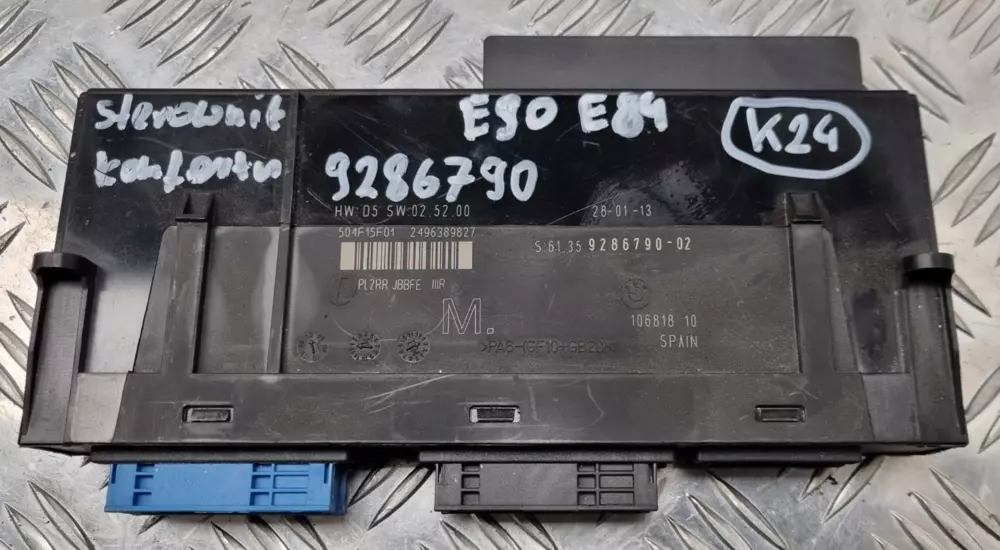 Sterownik
Komfortu
E90 E84
K24
9286790
HW:D5 SW:02.52.00
28-01-13
504F15F01 2496389827
S:61.35 9286790-02
PL2RR JBBFE IIIR
M.
106818 10
SPAIN